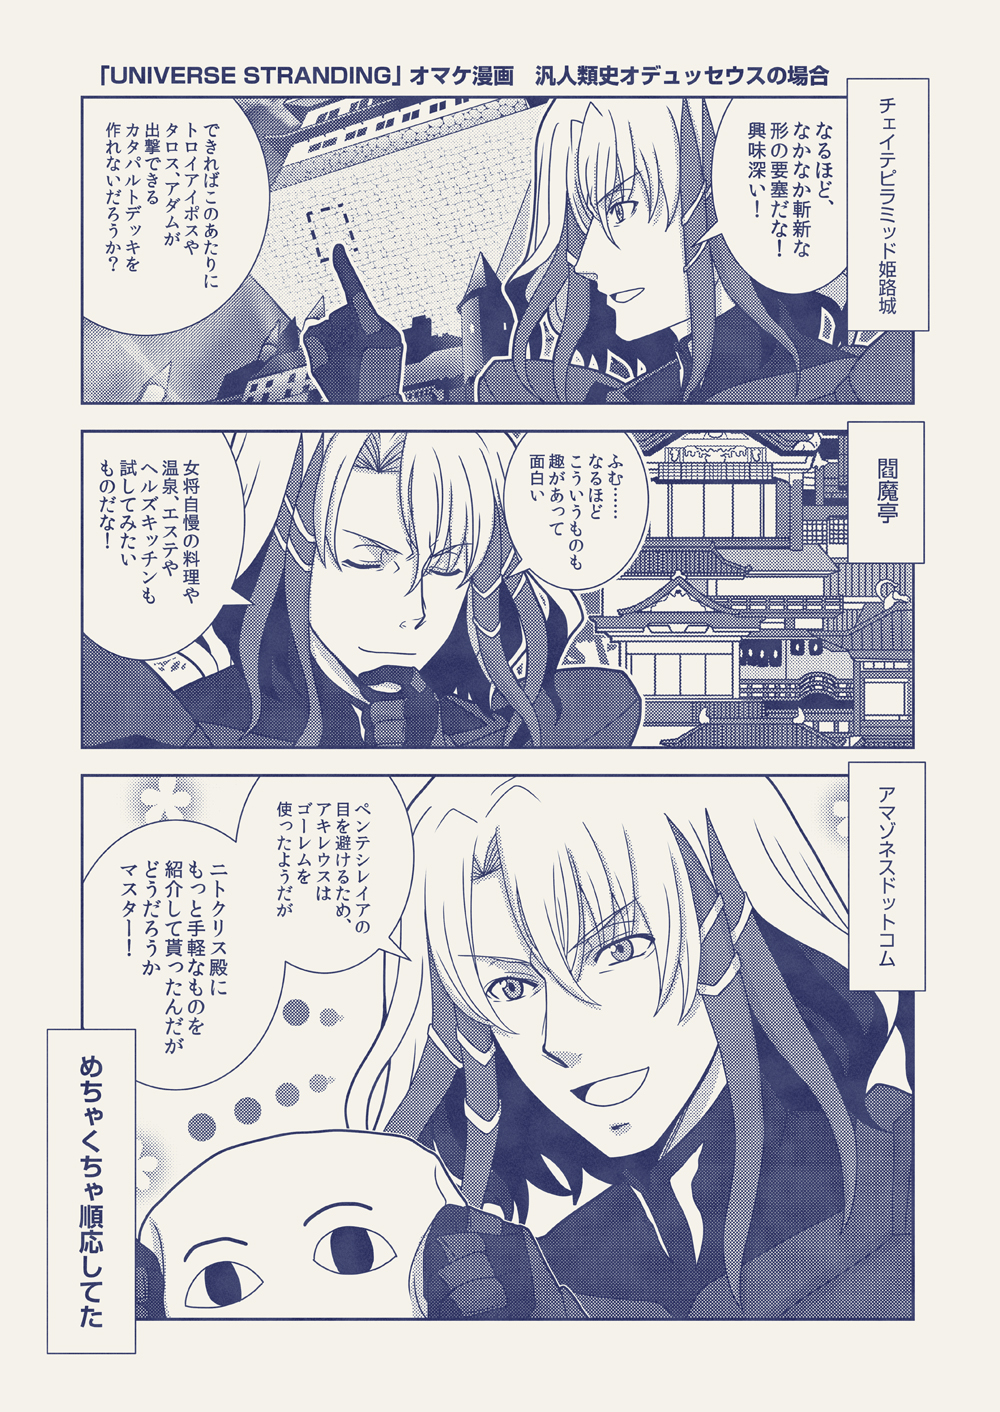 「UNIVERSE STRANDING」オマケ漫画　汎人類史オデュッセウスの場合
チェイテピラミッド姫路城
なるほど、
なかなか斬新な
形の要塞だな！
興味深い！
できればこのあたりに
トロイアイポスや
タロス、アダムが
出撃できる
カタパルトデッキを
作れないだろうか？
閻魔亭
ふむ……
なるほど
こういうものも
趣があって
面白い
女将自慢の料理や
温泉、エステや
ヘルズキッチンも
試してみたい
ものだな！
アマゾネスドットコム
ペンテシレイアの
目を避けるため、
アキレウスは
ゴーレムを
使ったようだが
ニトクリス殿に
もっと手軽なものを
紹介して貰ったんだが
どうだろうか
マスター！
めちゃくちゃ順応してた